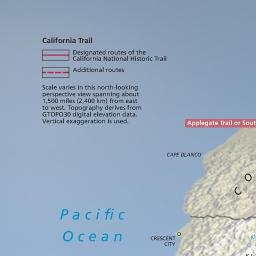 California Trail
Designated routes of the
California National Historic Trail
Additional routes
Scale varies in this north-looking
perspective view spanning about
1,500 miles (2,400 km) from east
to west. Topography derives from
GTOPO30 digital elevation data.
Vertical exaggeration is used.
Applegate Trail or Sout
CAPE BLANCO
C O
Pacific
Ocean
CRESCENT
CITY